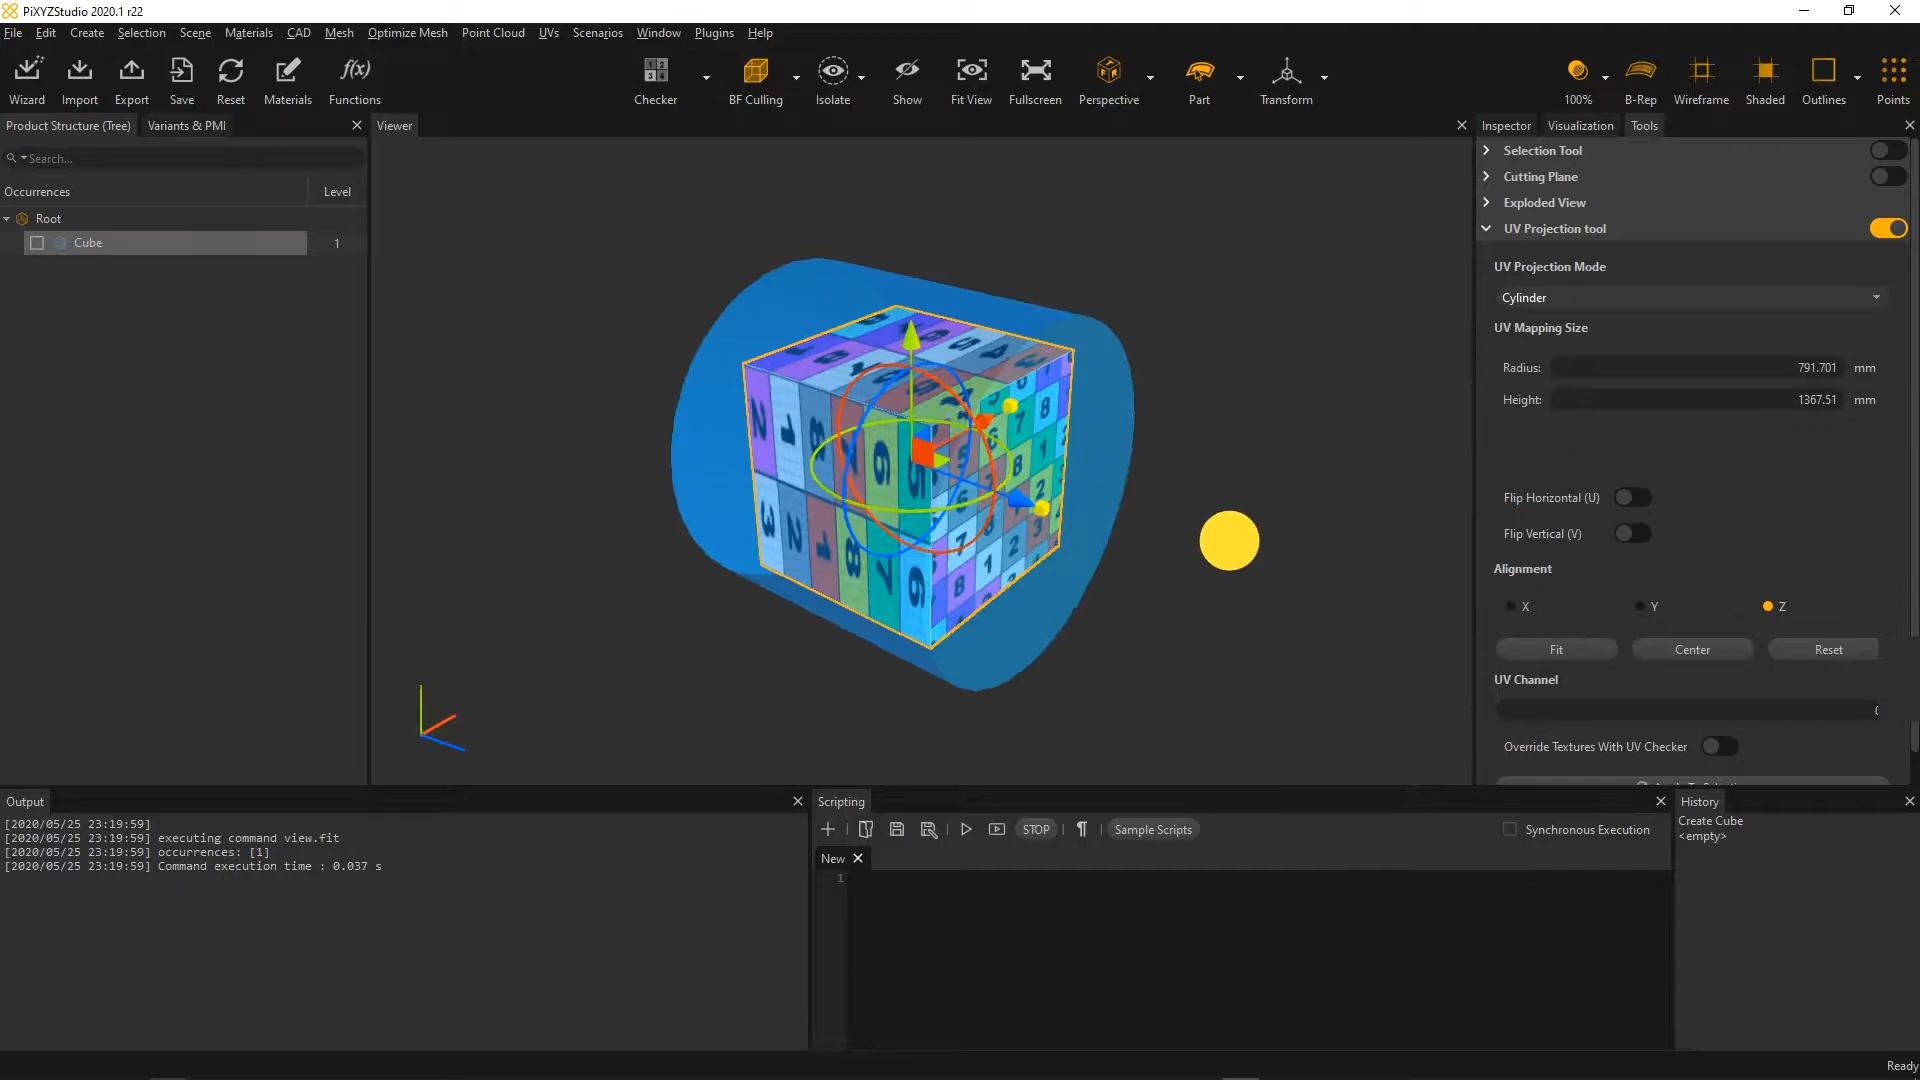 PiXYZStudio 2020.1 r22
File Edit Create Selection Scene Materials CAD Mesh Optimize Mesh Point Cloud UVs Scenarios Window Plugins Help
Wizard Import Export Save Reset Materials f(x) Functions Checker BF Culling Isolate Show Fit View Fullscreen Perspective Part Transform 100% B-Rep Wireframe Shaded Outlines Points
Product Structure (Tree) Variants & PMI
Search...
Occurrences Level
Root
Cube 1
Viewer
Inspector Visualization Tools
Selection Tool
Cutting Plane
Exploded View
UV Projection tool
UV Projection Mode
Cylinder
UV Mapping Size
Radius: 791.701 mm
Height: 1367.51 mm
Flip Horizontal (U)
Flip Vertical (V)
Alignment
X Y Z
Fit Center Reset
UV Channel
Override Textures With UV Checker
Output
[2020/05/25 23:19:59]
[2020/05/25 23:19:59] executing command view.fit
[2020/05/25 23:19:59] occurrences: [1]
[2020/05/25 23:19:59] Command execution time : 0.037 s
Scripting
STOP Sample Scripts Synchronous Execution
New
1
History
Create Cube
<empty>
Ready